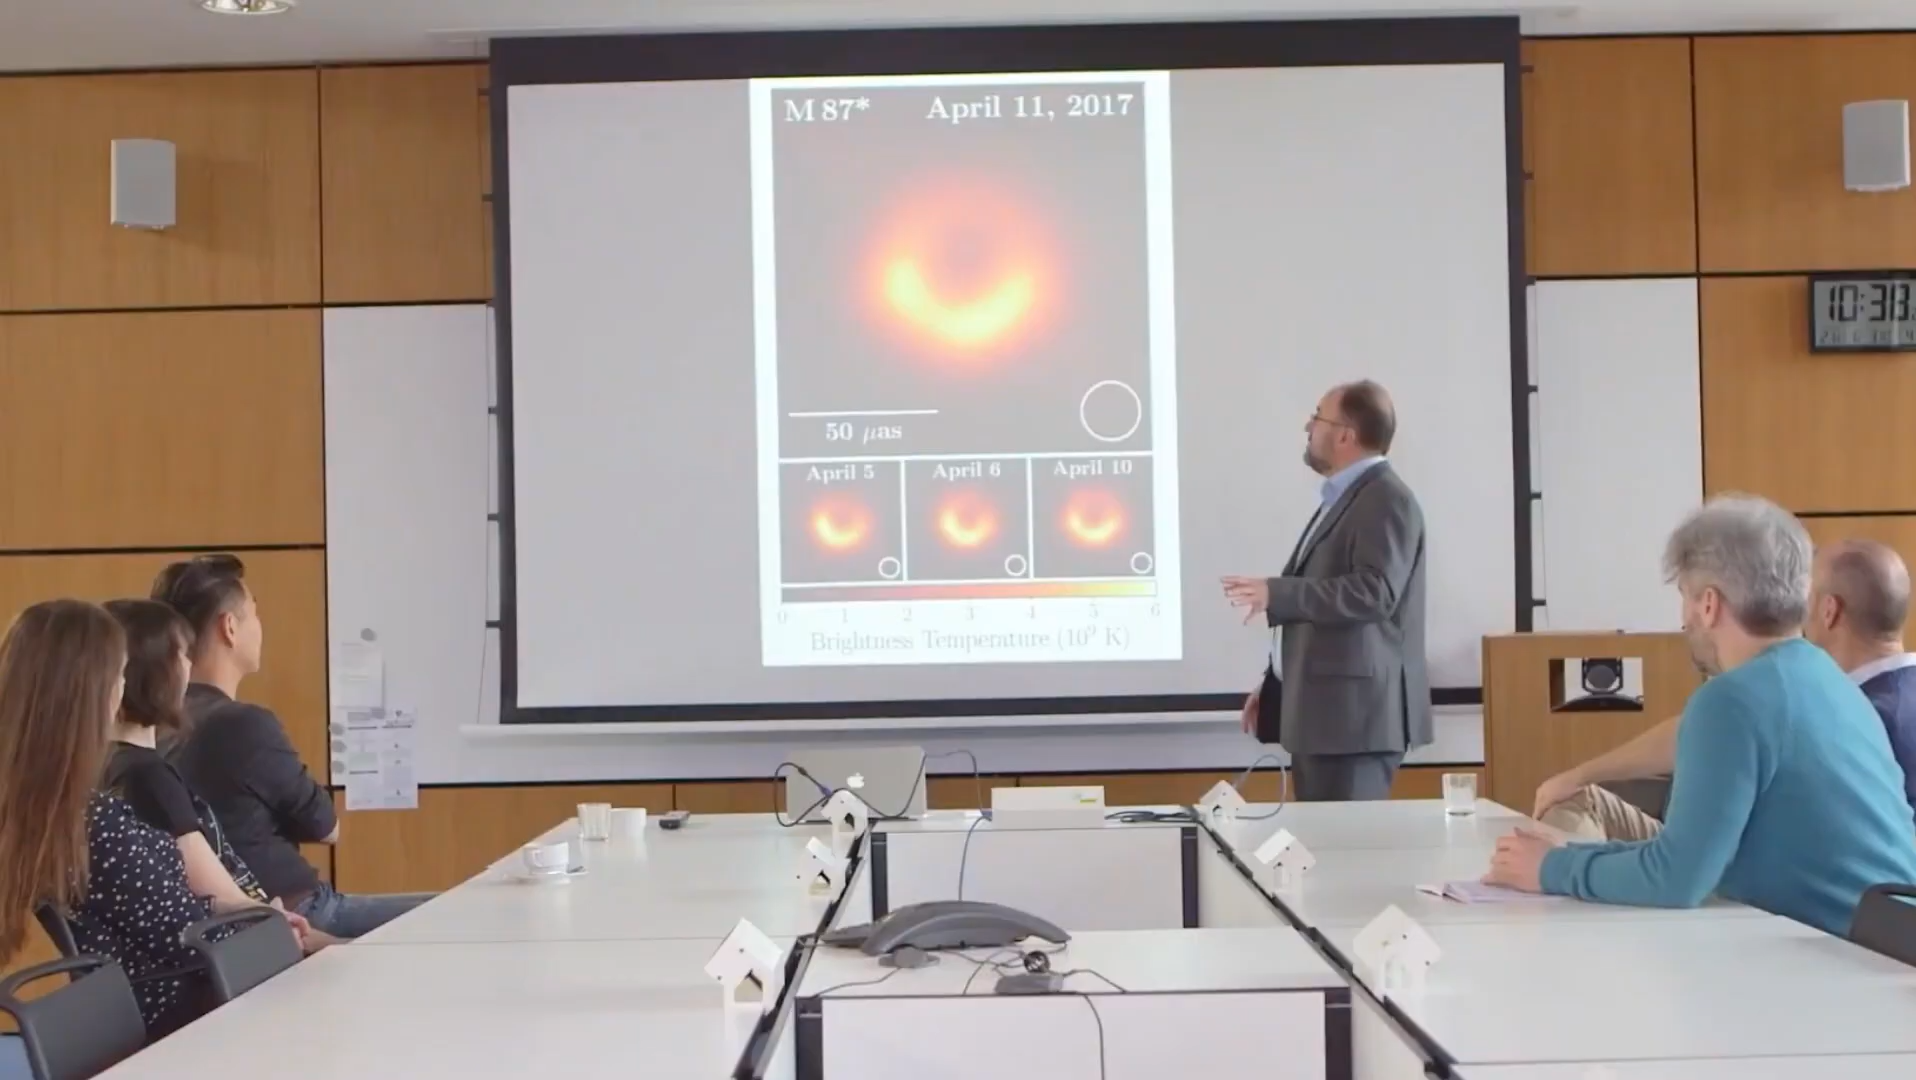 M 87* April 11, 2017
50 μas
April 5 April 6 April 10
0 1 2 3 4 5 6
Brightness Temperature (10⁹ K)
10:38